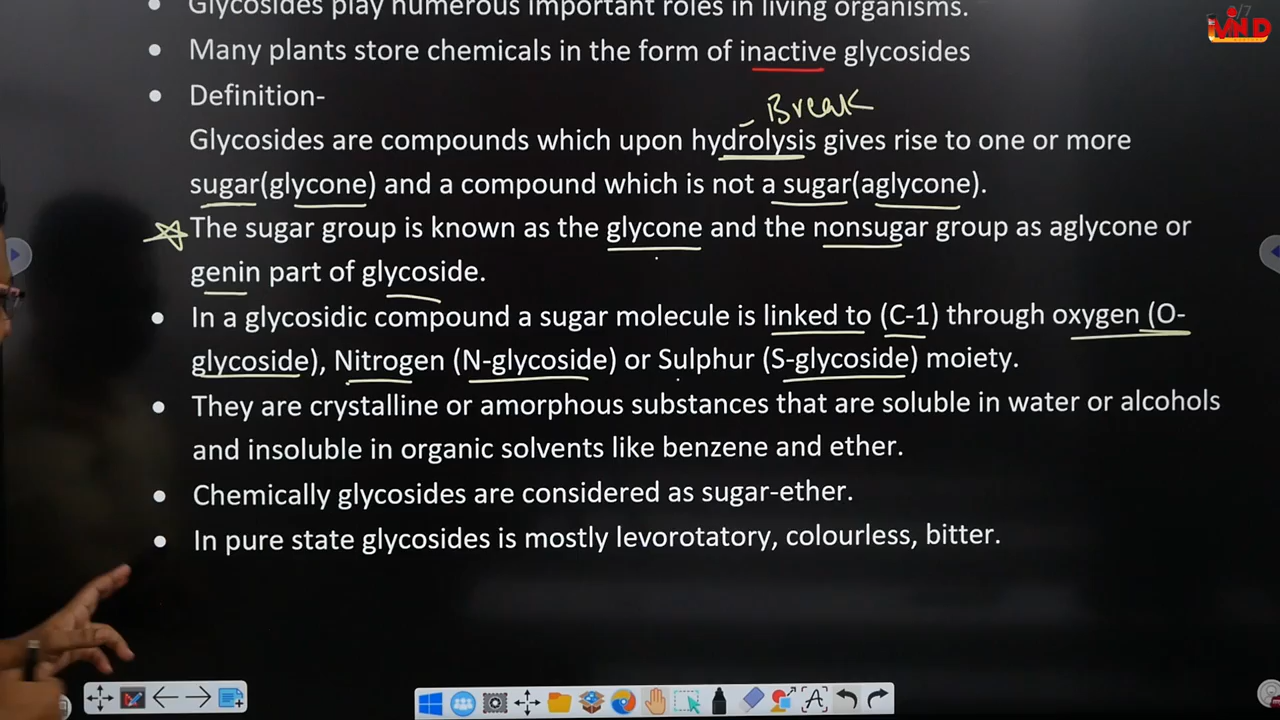 Glycosides play numerous important roles in living organisms.
Many plants store chemicals in the form of inactive glycosides
Definition-
Break
Glycosides are compounds which upon hydrolysis gives rise to one or more
sugar(glycone) and a compound which is not a sugar(aglycone).
The sugar group is known as the glycone and the nonsugar group as aglycone or
genin part of glycoside.
In a glycosidic compound a sugar molecule is linked to (C-1) through oxygen (O-
glycoside), Nitrogen (N-glycoside) or Sulphur (S-glycoside) moiety.
They are crystalline or amorphous substances that are soluble in water or alcohols
and insoluble in organic solvents like benzene and ether.
Chemically glycosides are considered as sugar-ether.
In pure state glycosides is mostly levorotatory, colourless, bitter.